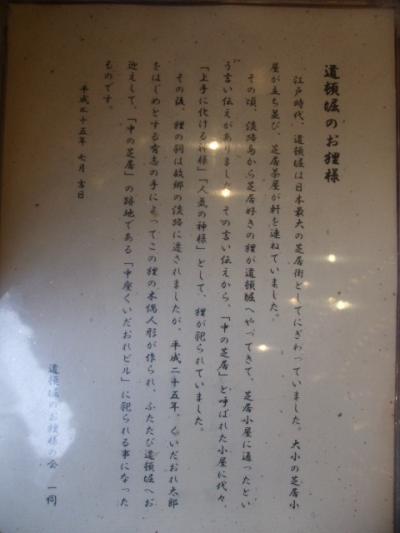 道頓堀のお狸様
江戸時代、道頓堀は日本最大の芝居街としてにぎわっていました。大小の芝居小
屋が立ち並び、芝居茶屋が軒を連ねていました。
その頃、淡路島から芝居好きの狸が道頓堀へやってきて、芝居小屋に通ったとい
う言い伝えがありました。その言い伝えから、「中の芝居」と呼ばれた小屋に代々、
「上手に化ける神様」「人気の神様」として、狸が祀られていました。
その後、狸の祠は故郷の淡路に遷されましたが、平成二十五年、くいだおれ太郎
をはじめとする有志の手によってこの狸の木偶人形が作られ、ふたたび道頓堀へお
迎えして、「中の芝居」の路地である「中座くいだおれビル」に祀られる事になった
ものです。
平成二十五年 七月 吉日
道頓堀のお狸様の会 一同